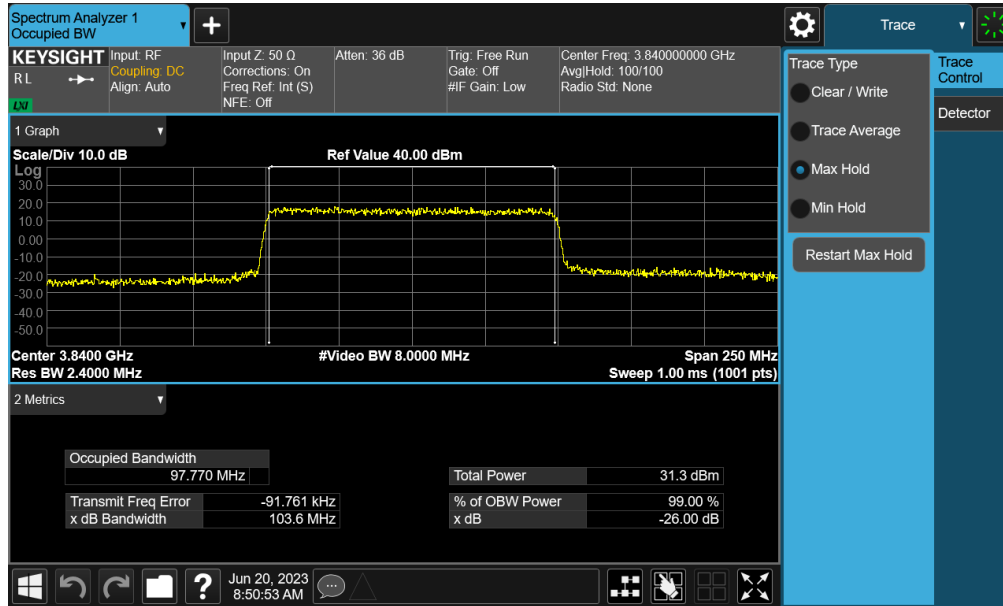 Spectrum Analyzer 1
Occupied BW
+
Trace
KEYSIGHT
R L
LXI
Input: RF
Coupling: DC
Align: Auto
Input Z: 50 Ω
Corrections: On
Freq Ref: Int (S)
NFE: Off
Atten: 36 dB
Trig: Free Run
Gate: Off
#IF Gain: Low
Center Freq: 3.840000000 GHz
Avg|Hold: 100/100
Radio Std: None
Trace Type
Clear / Write
Trace Average
Max Hold
Min Hold
Restart Max Hold
Trace
Control
Detector
1 Graph
Scale/Div 10.0 dB
Ref Value 40.00 dBm
Log
30.0
20.0
10.0
0.00
-10.0
-20.0
-30.0
-40.0
-50.0
Center 3.8400 GHz
#Video BW 8.0000 MHz
Span 250 MHz
Res BW 2.4000 MHz
Sweep 1.00 ms (1001 pts)
2 Metrics
Occupied Bandwidth
97.770 MHz
Total Power 31.3 dBm
Transmit Freq Error -91.761 kHz
% of OBW Power 99.00 %
x dB Bandwidth 103.6 MHz
x dB -26.00 dB
?
Jun 20, 2023
8:50:53 AM